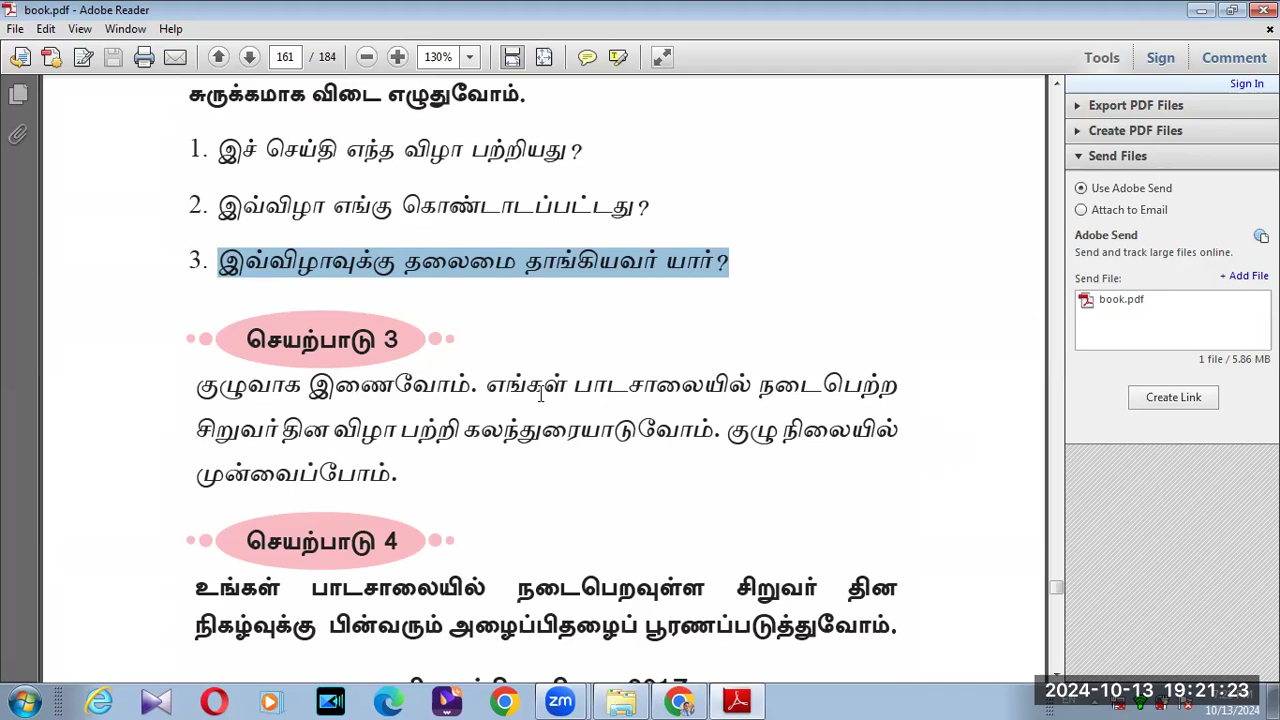 book.pdf - Adobe Reader
File Edit View Window Help
161 / 184 130% Tools Sign Comment
Sign In
Export PDF Files
Create PDF Files
Send Files
Use Adobe Send
Attach to Email
Adobe Send
Send and track large files online.
Send File: + Add File
book.pdf
1 file / 5.86 MB
Create Link
சுருக்கமாக விடை எழுதுவோம்.
1. இச் செய்தி எந்த விழா பற்றியது?
2. இவ்விழா எங்கு கொண்டாடப்பட்டது?
3. இவ்விழாவுக்கு தலைமை தாங்கியவர் யார்?
செயற்பாடு 3
குழுவாக இணைவோம். எங்கள் பாடசாலையில் நடைபெற்ற
சிறுவர் தின விழா பற்றி கலந்துரையாடுவோம். குழு நிலையில்
முன்வைப்போம்.
செயற்பாடு 4
உங்கள் பாடசாலையில் நடைபெறவுள்ள சிறுவர் தின
நிகழ்வுக்கு பின்வரும் அழைப்பிதழைப் பூரணப்படுத்துவோம்.
2017
zm
2024-10-13 19:21:23
10/13/2024